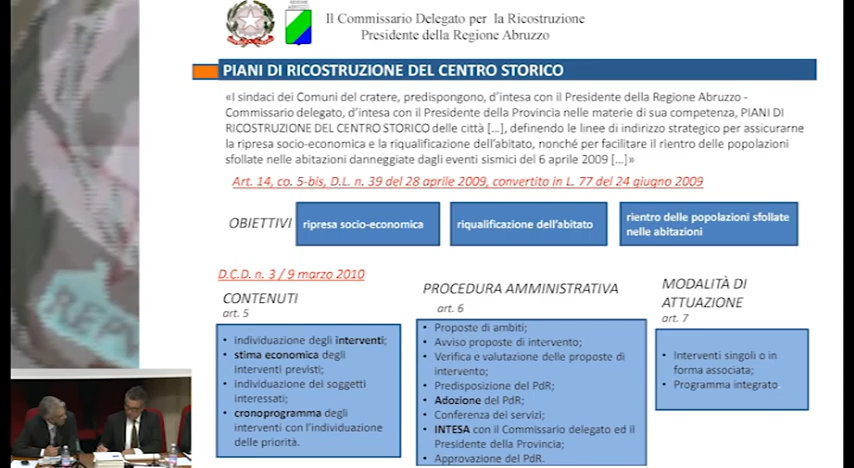 Il Commissario Delegato per la Ricostruzione
Presidente della Regione Abruzzo
PIANI DI RICOSTRUZIONE DEL CENTRO STORICO
«I sindaci dei Comuni del cratere, predispongono, d'intesa con il Presidente della Regione Abruzzo -
Commissario delegato, d'intesa con il Presidente della Provincia nelle materie di sua competenza, PIANI DI
RICOSTRUZIONE DEL CENTRO STORICO delle città [...], definendo le linee di indirizzo strategico per assicurarne
la ripresa socio-economica e la riqualificazione dell'abitato, nonché per facilitare il rientro delle popolazioni
sfollate nelle abitazioni danneggiate dagli eventi sismici del 6 aprile 2009 [...]»
Art. 14, co. 5-bis, D.L. n. 39 del 28 aprile 2009, convertito in L. 77 del 24 giugno 2009
OBIETTIVI
ripresa socio-economica
riqualificazione dell'abitato
rientro delle popolazioni sfollate
nelle abitazioni
D.C.D. n. 3 / 9 marzo 2010
CONTENUTI
art. 5
• individuazione degli interventi;
• stima economica degli
interventi previsti;
• individuazione dei soggetti
interessati;
• cronoprogramma degli
interventi con l'individuazione
delle priorità.
PROCEDURA AMMINISTRATIVA
art. 6
• Proposte di ambiti;
• Avviso proposte di intervento;
• Verifica e valutazione delle proposte di
intervento;
• Predisposizione del PdR;
• Adozione del PdR;
• Conferenza dei servizi;
• INTESA con il Commissario delegato ed il
Presidente della Provincia;
• Approvazione del PdR.
MODALITÀ DI
ATTUAZIONE
art. 7
• Interventi singoli o in
forma associata;
• Programma integrato.